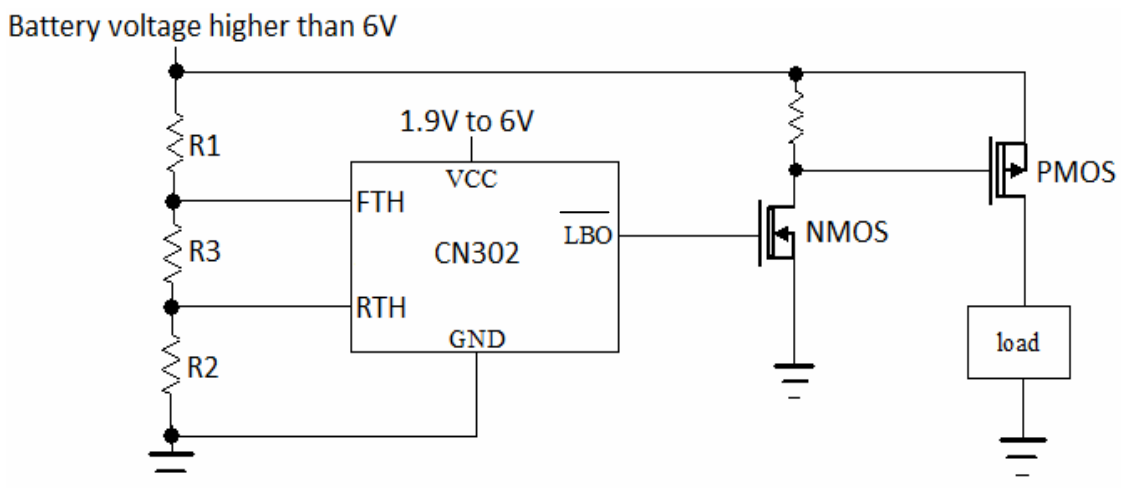 Battery voltage higher than 6V
1.9V to 6V
R1
VCC
PMOS
FTH
LBO
NMOS
R3
CN302
RTH
GND
load
R2